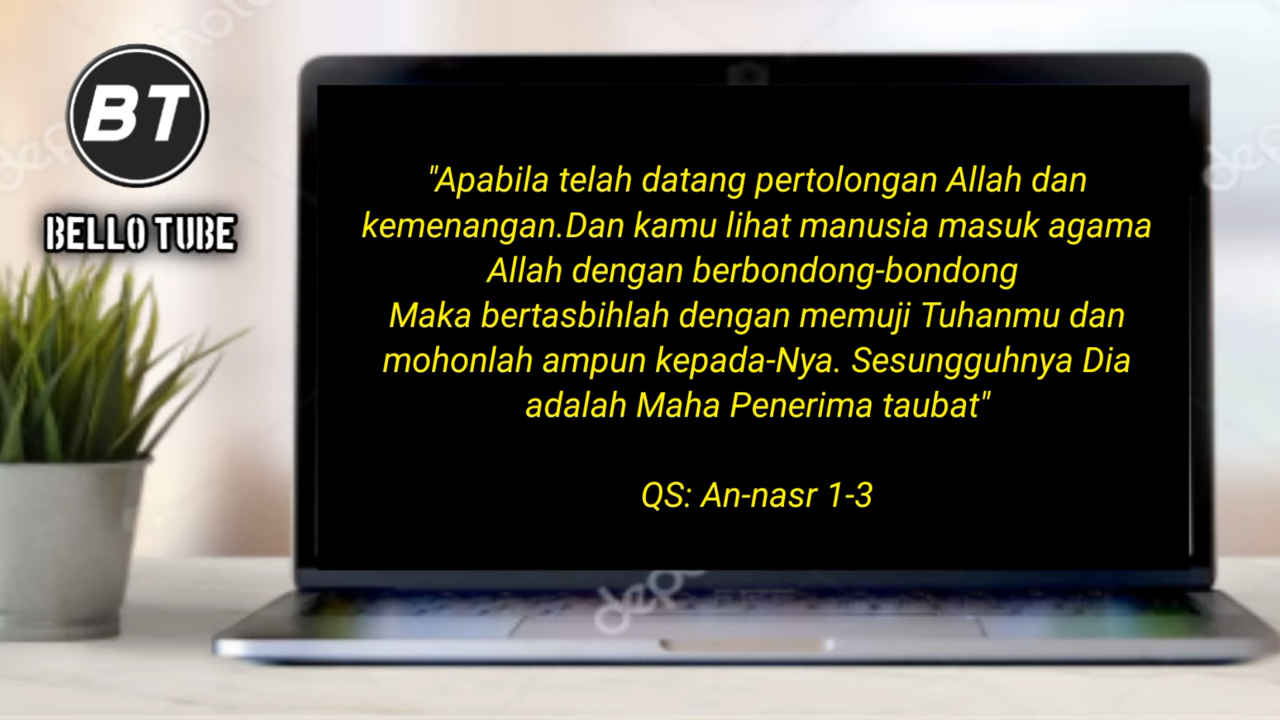 BT
BELLO TUBE
"Apabila telah datang pertolongan Allah dan
kemenangan.Dan kamu lihat manusia masuk agama
Allah dengan berbondong-bondong
Maka bertasbihlah dengan memuji Tuhanmu dan
mohonlah ampun kepada-Nya. Sesungguhnya Dia
adalah Maha Penerima taubat"
QS: An-nasr 1-3